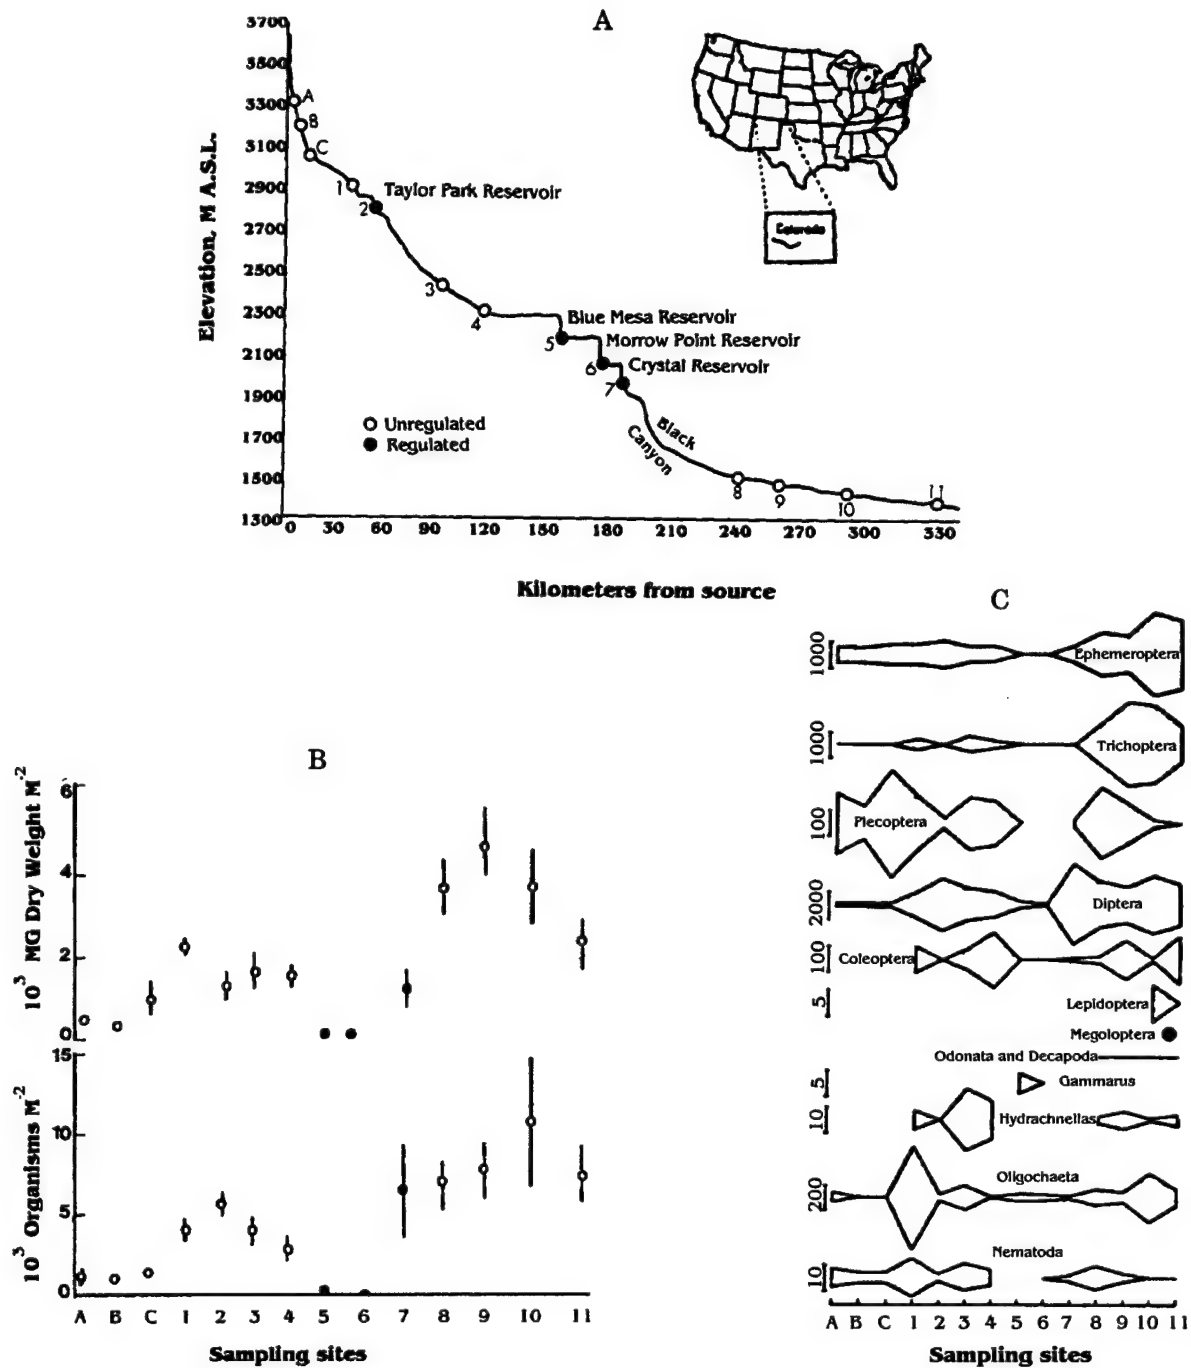 A
3700
3500
3300
3100
2900
2700
2500
2300
2100
1900
1700
1500
1300
Elevation, M A.S.L.
A
B
C
1
2
Taylor Park Reservoir
3
4
Blue Mesa Reservoir
5
Morrow Point Reservoir
6
Crystal Reservoir
7
Black
Canyon
8
9
10
11
Unregulated
Regulated
Colorado
0 30 60 90 120 150 180 210 240 270 300 330
Kilometers from source
B
6
4
2
0
10³ MG Dry Weight M⁻²
15
10
5
0
10³ Organisms M⁻²
A B C 1 2 3 4 5 6 7 8 9 10 11
Sampling sites
C
1000
Ephemeroptera
1000
Trichoptera
100
Plecoptera
2000
Diptera
100
Coleoptera
5
Lepidoptera
Megoloptera
Odonata and Decapoda
5
Gammarus
10
Hydrachnellas
200
Oligochaeta
10
Nematoda
A B C 1 2 3 4 5 6 7 8 9 10 11
Sampling sites